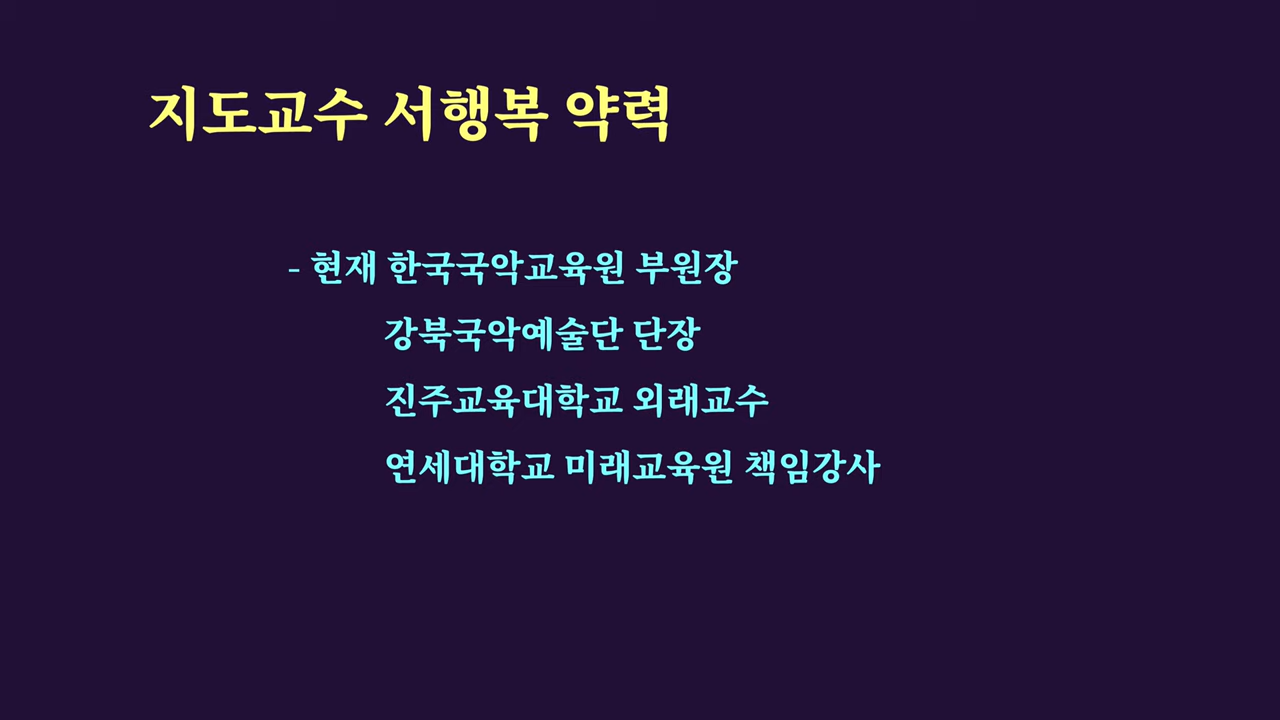 지도교수 서행복 약력
- 현재 한국국악교육원 부원장
강북국악예술단 단장
진주교육대학교 외래교수
연세대학교 미래교육원 책임강사